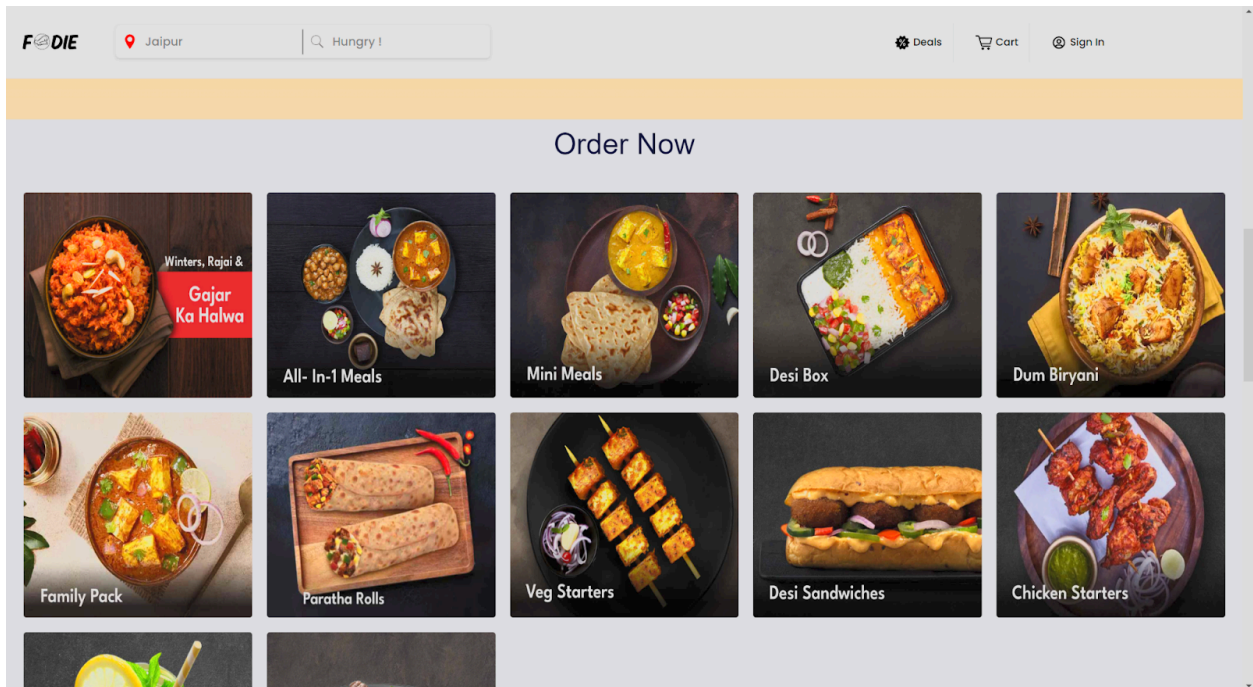 FOODIE
Jaipur
Hungry !
Deals
Cart
Sign In
Order Now
Winters, Rajai &
Gajar
Ka Halwa
All- In-1 Meals
Mini Meals
Desi Box
Dum Biryani
Family Pack
Paratha Rolls
Veg Starters
Desi Sandwiches
Chicken Starters